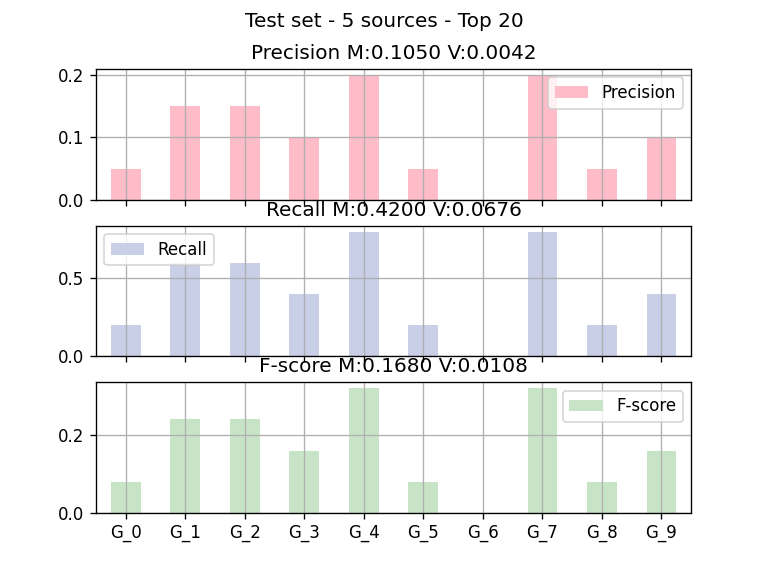 Test set - 5 sources - Top 20
Precision M:0.1050 V:0.0042
0.2
0.1
0.0
Precision
Recall M:0.4200 V:0.0676
0.5
0.0
Recall
F-score M:0.1680 V:0.0108
0.2
0.0
F-score
G_0 G_1 G_2 G_3 G_4 G_5 G_6 G_7 G_8 G_9